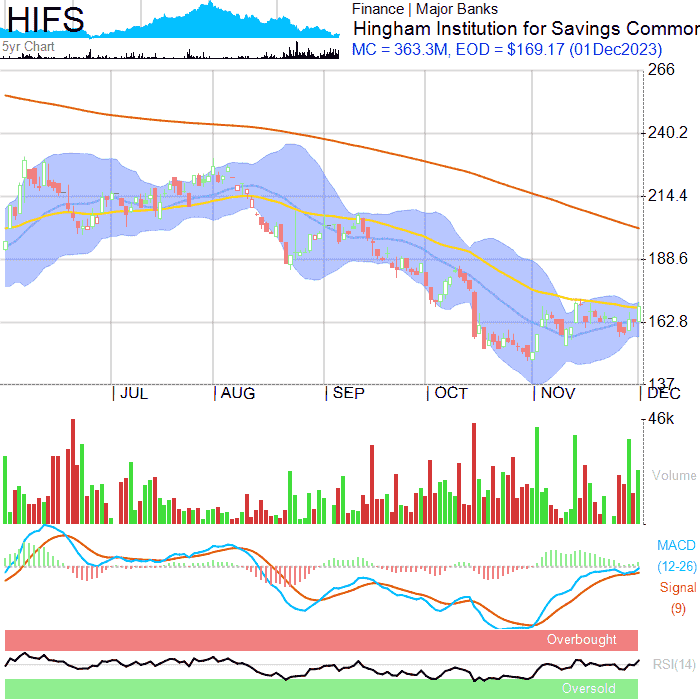 HIFS
5yr Chart
Finance | Major Banks
Hingham Institution for Savings Common
MC = 363.3M, EOD = $169.17 (01Dec2023)
266
240.2
214.4
188.6
162.8
137
JUL
AUG
SEP
OCT
NOV
DEC
46k
Volume
MACD
(12-26)
Signal
(9)
Overbought
RSI(14)
Oversold